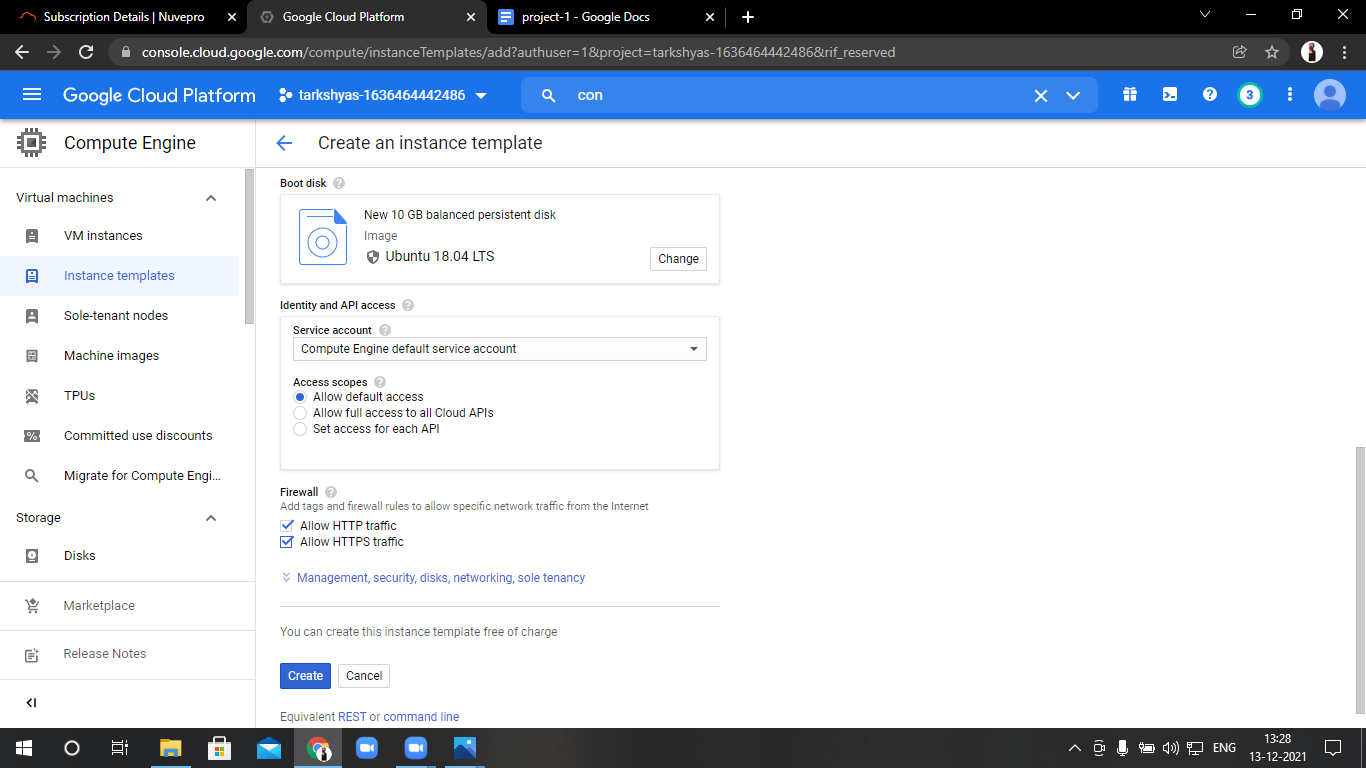 Subscription Details | Nuvepro
Google Cloud Platform
project-1 - Google Docs
console.cloud.google.com/compute/instanceTemplates/add?authuser=1&project=tarkshyas-1636464442486&rif_reserved
Google Cloud Platform
tarkshyas-1636464442486
con
3
Compute Engine
Create an instance template
Virtual machines
VM instances
Instance templates
Sole-tenant nodes
Machine images
TPUs
Committed use discounts
Migrate for Compute Engi...
Storage
Disks
Marketplace
Release Notes
Boot disk
New 10 GB balanced persistent disk
Image
Ubuntu 18.04 LTS
Change
Identity and API access
Service account
Compute Engine default service account
Access scopes
Allow default access
Allow full access to all Cloud APIs
Set access for each API
Firewall
Add tags and firewall rules to allow specific network traffic from the Internet
Allow HTTP traffic
Allow HTTPS traffic
Management, security, disks, networking, sole tenancy
You can create this instance template free of charge
Create
Cancel
Equivalent REST or command line
ENG
13:28
13-12-2021